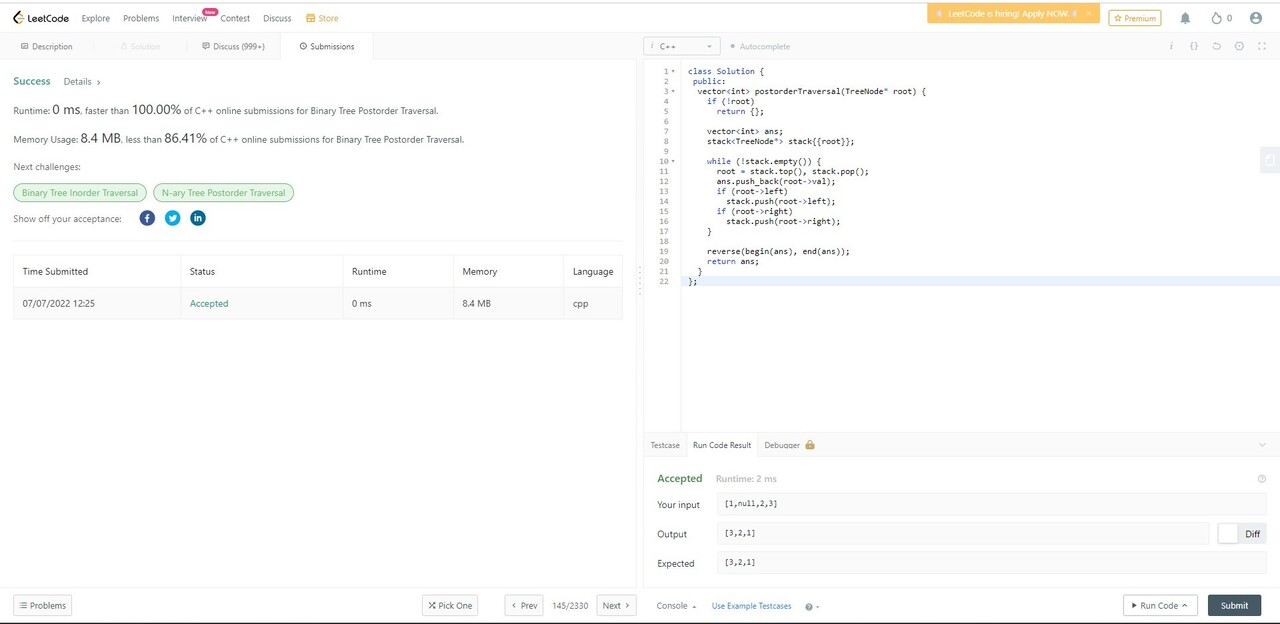 LeetCode Explore Problems Interview New Contest Discuss Store LeetCode is hiring! Apply NOW. × Premium 0
Description Solution Discuss (999+) Submissions
i C++ Autocomplete
Success Details >
Runtime: 0 ms, faster than 100.00% of C++ online submissions for Binary Tree Postorder Traversal.
Memory Usage: 8.4 MB, less than 86.41% of C++ online submissions for Binary Tree Postorder Traversal.
Next challenges:
Binary Tree Inorder Traversal N-ary Tree Postorder Traversal
Show off your acceptance:
Time Submitted Status Runtime Memory Language
07/07/2022 12:25 Accepted 0 ms 8.4 MB cpp
1 class Solution {
2 public:
3 vector<int> postorderTraversal(TreeNode* root) {
4 if (!root)
5 return {};
6
7 vector<int> ans;
8 stack<TreeNode*> stack{{root}};
9
10 while (!stack.empty()) {
11 root = stack.top(), stack.pop();
12 ans.push_back(root->val);
13 if (root->left)
14 stack.push(root->left);
15 if (root->right)
16 stack.push(root->right);
17 }
18
19 reverse(begin(ans), end(ans));
20 return ans;
21 }
22 };
Testcase Run Code Result Debugger
Accepted Runtime: 2 ms
Your input [1,null,2,3]
Output [3,2,1] Diff
Expected [3,2,1]
Problems Pick One < Prev 145/2330 Next >
Console Use Example Testcases ? Run Code Submit